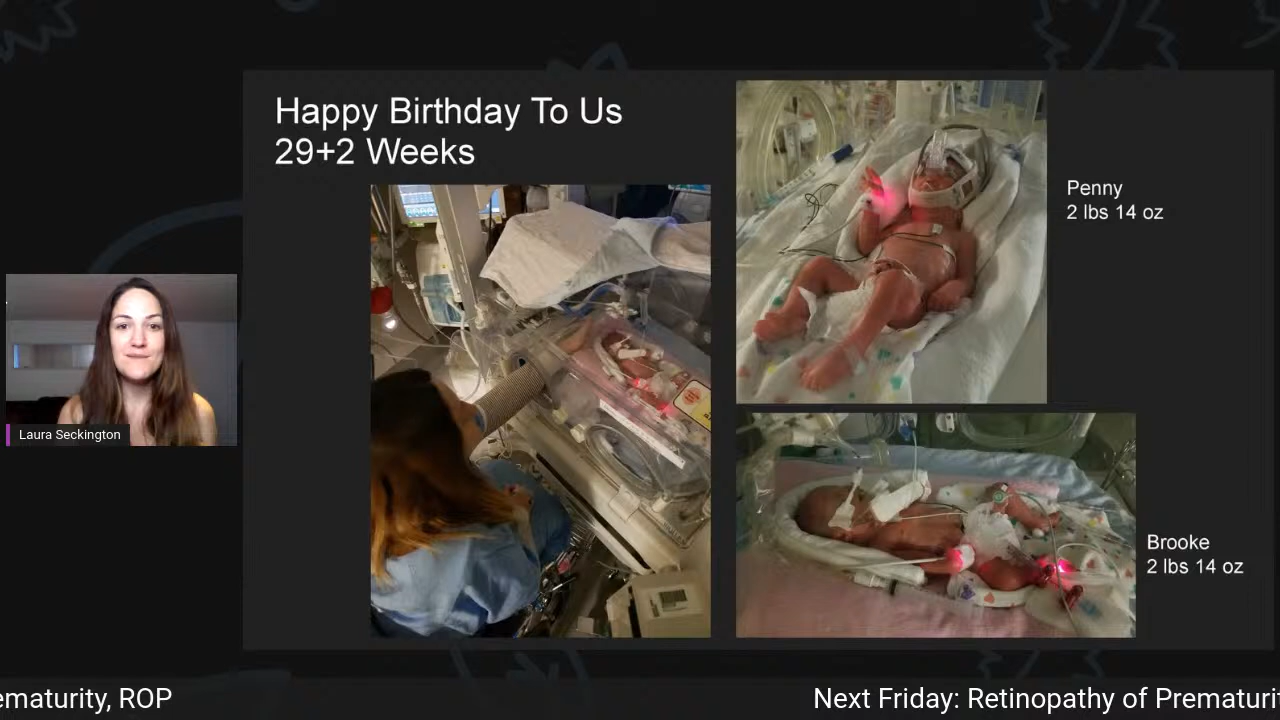 Happy Birthday To Us
29+2 Weeks
Penny
2 lbs 14 oz
Laura Seckington
Brooke
2 lbs 14 oz
ematurity, ROP
Next Friday: Retinopathy of Prematuri